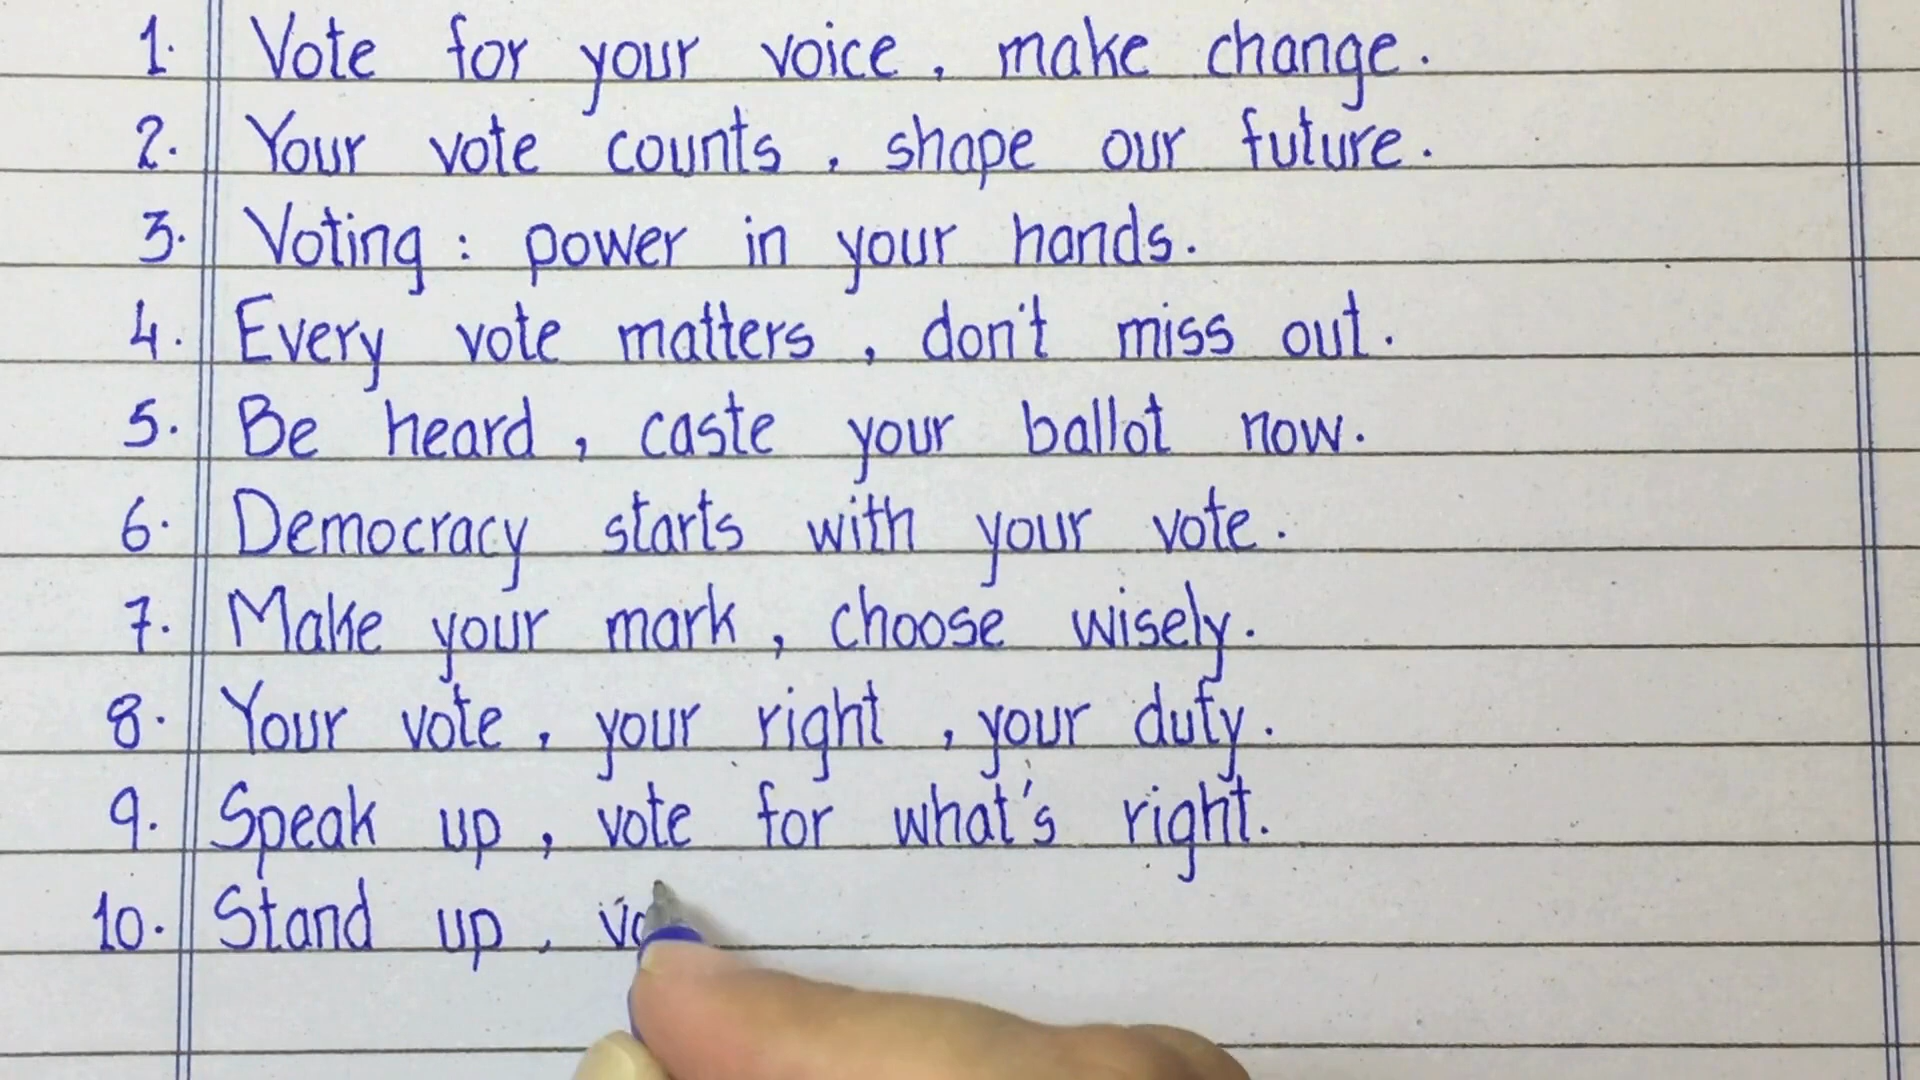 1. Vote for your voice, make change.
2. Your vote counts, shape our future.
3. Voting: power in your hands.
4. Every vote matters, don't miss out.
5. Be heard, caste your ballot now.
6. Democracy starts with your vote.
7. Make your mark, choose wisely.
8. Your vote, your right, your duty.
9. Speak up, vote for what's right.
10. Stand up,